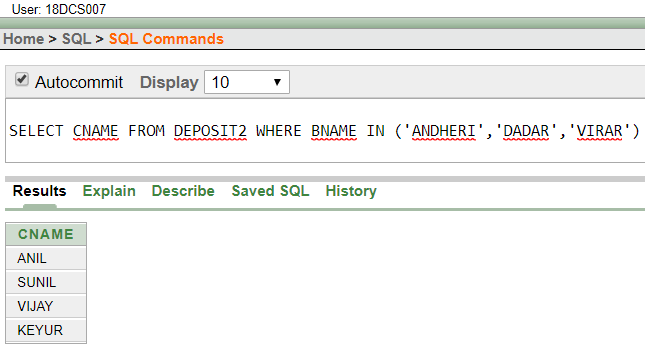 User: 18DCS007
Home > SQL > SQL Commands
Autocommit Display 10
SELECT CNAME FROM DEPOSIT2 WHERE BNAME IN ('ANDHERI','DADAR','VIRAR')
Results Explain Describe Saved SQL History
CNAME
ANIL
SUNIL
VIJAY
KEYUR